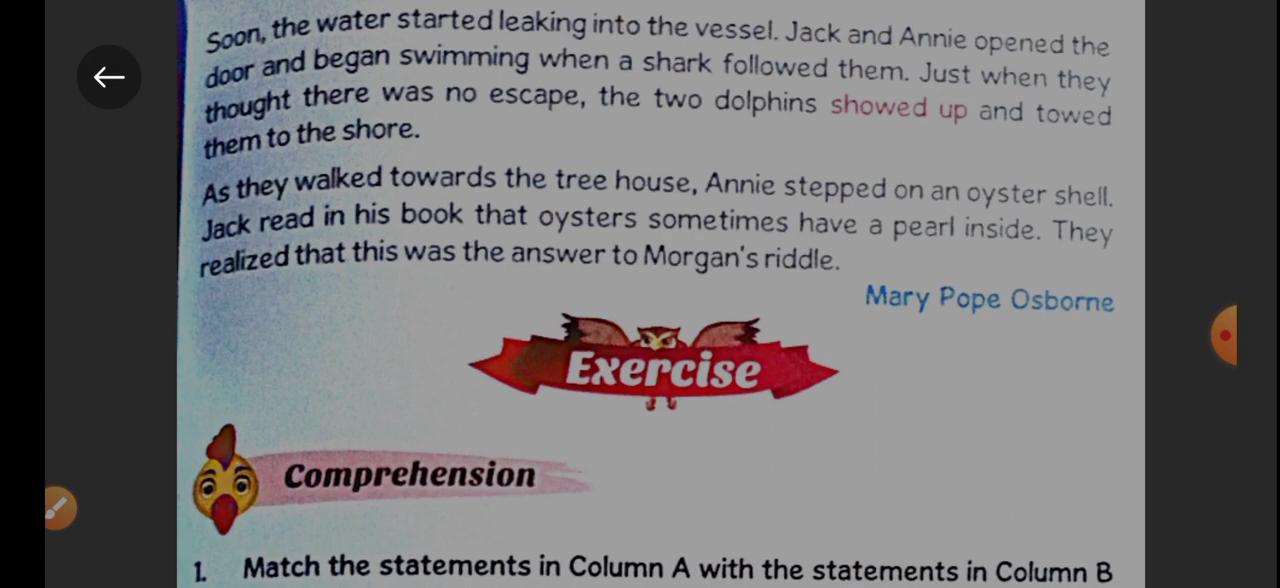 Soon, the water started leaking into the vessel. Jack and Annie opened the
door and began swimming when a shark followed them. Just when they
thought there was no escape, the two dolphins showed up and towed
them to the shore.
As they walked towards the tree house, Annie stepped on an oyster shell.
Jack read in his book that oysters sometimes have a pearl inside. They
realized that this was the answer to Morgan's riddle.
Mary Pope Osborne
Exercise
Comprehension
1. Match the statements in Column A with the statements in Column B